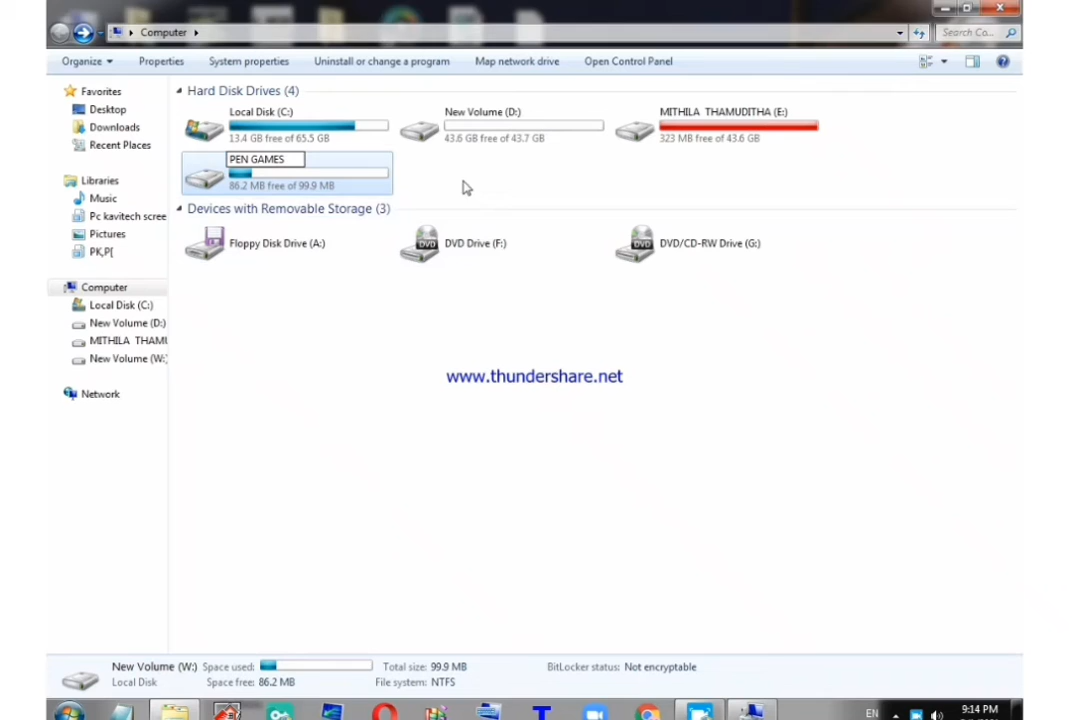 Computer
Search Co...
Organize
Properties
System properties
Uninstall or change a program
Map network drive
Open Control Panel
Favorites
Desktop
Downloads
Recent Places
Libraries
Music
Pc kavitech scree
Pictures
PK,P[
Computer
Local Disk (C:)
New Volume (D:)
MITHILA THAMU
New Volume (W:)
Network
Hard Disk Drives (4)
Local Disk (C:)
13.4 GB free of 65.5 GB
New Volume (D:)
43.6 GB free of 43.7 GB
MITHILA THAMUDITHA (E:)
323 MB free of 43.6 GB
PEN GAMES
86.2 MB free of 99.9 MB
Devices with Removable Storage (3)
Floppy Disk Drive (A:)
DVD Drive (F:)
DVD/CD-RW Drive (G:)
www.thundershare.net
New Volume (W:) Space used: Total size: 99.9 MB BitLocker status: Not encryptable
Local Disk Space free: 86.2 MB File system: NTFS
EN
9:14 PM